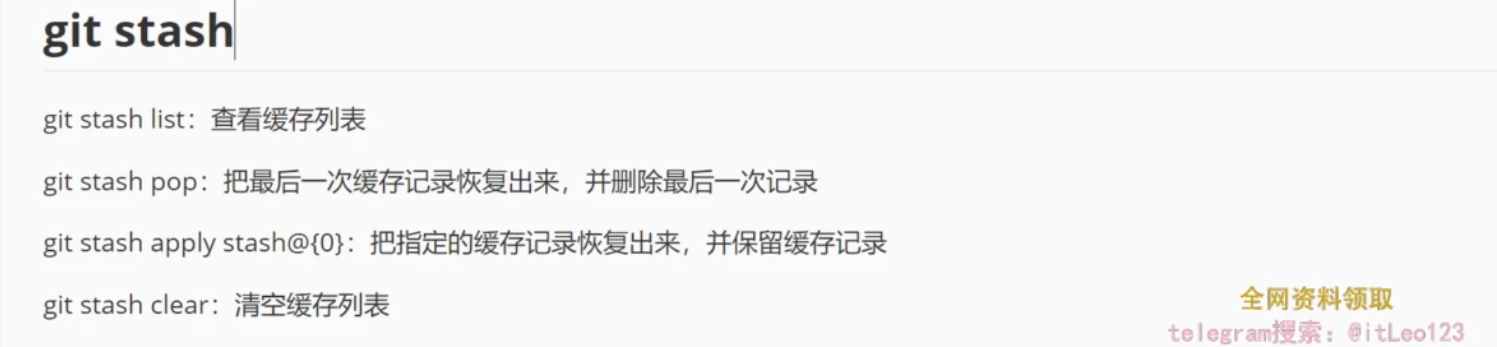 git stash
git stash list：查看缓存列表
git stash pop：把最后一次缓存记录恢复出来，并删除最后一次记录
git stash apply stash@{0}：把指定的缓存记录恢复出来，并保留缓存记录
git stash clear：清空缓存列表
全网资料领取
telegram搜索：@itLeo123